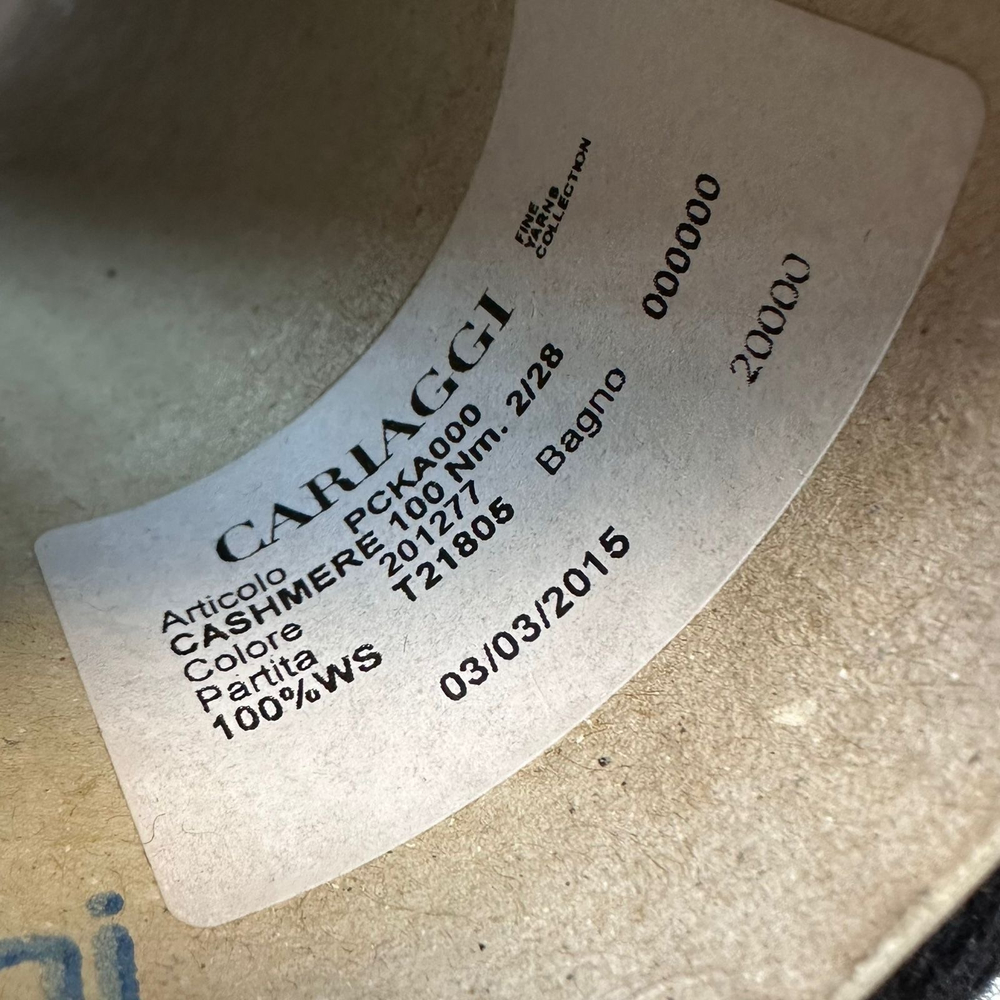 FINE
YARNS
COLLECTION
CARIAGGI
Articolo PCKA000
CASHMERE 100 Nm. 2/28
Colore 201277 Bagno 000000
Partita T21805
100%WS 03/03/2015 20000
ni